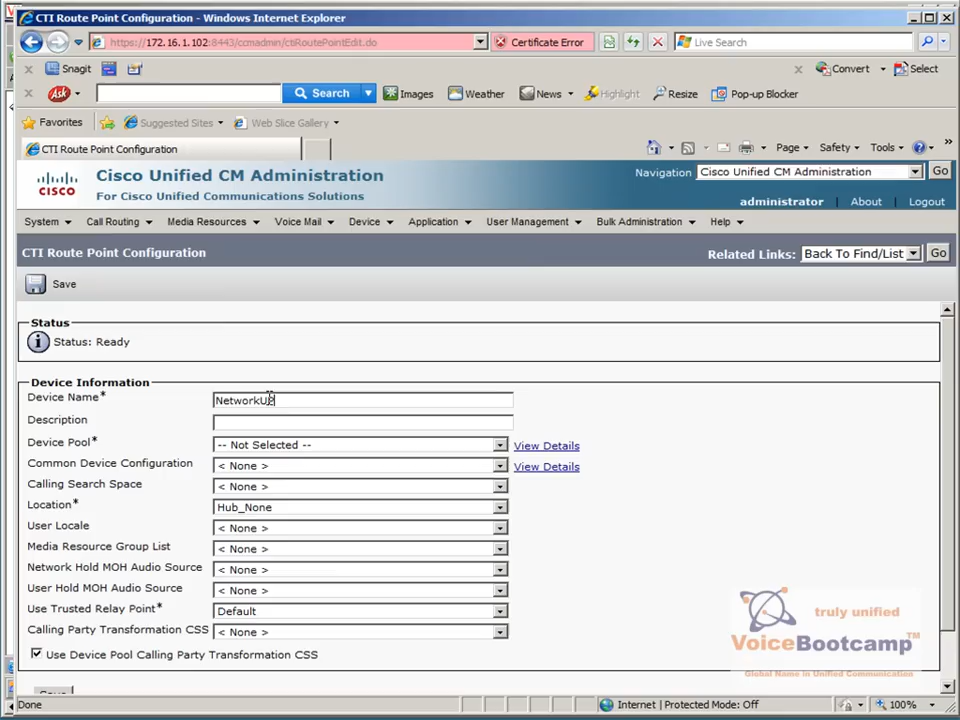 CTI Route Point Configuration - Windows Internet Explorer
https://172.16.1.102:8443/ccmadmin/ctiRoutePointEdit.do
Certificate Error
Live Search
Snagit
Convert
Select
Ask
Search
Images
Weather
News
Highlight
Resize
Pop-up Blocker
Favorites
Suggested Sites
Web Slice Gallery
CTI Route Point Configuration
Page
Safety
Tools
CISCO
Cisco Unified CM Administration
For Cisco Unified Communications Solutions
Navigation Cisco Unified CM Administration Go
administrator | About | Logout
System Call Routing Media Resources Voice Mail Device Application User Management Bulk Administration Help
CTI Route Point Configuration
Related Links: Back To Find/List Go
Save
Status
Status: Ready
Device Information
Device Name*
Description
Device Pool* -- Not Selected -- View Details
Common Device Configuration < None > View Details
Calling Search Space < None >
Location* Hub_None
User Locale < None >
Media Resource Group List < None >
Network Hold MOH Audio Source < None >
User Hold MOH Audio Source < None >
Use Trusted Relay Point* Default
Calling Party Transformation CSS < None >
Use Device Pool Calling Party Transformation CSS
Save
truly unified
VoiceBootcamp™
Global Name in Unified Communication
Done
Internet | Protected Mode: Off
100%